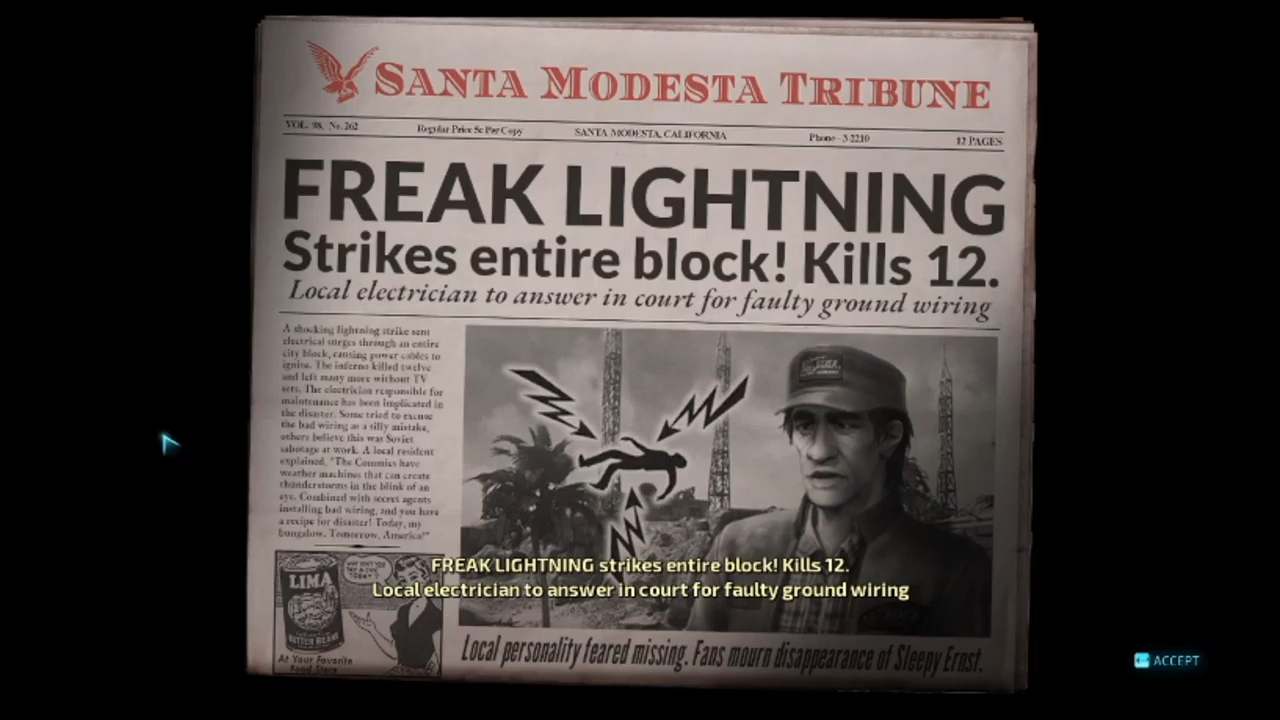 SANTA MODESTA TRIBUNE
VOL. 98, No. 262 Regular Price 5c Per Copy SANTA MODESTA, CALIFORNIA Phone 3-2210 12 PAGES
FREAK LIGHTNING
Strikes entire block! Kills 12.
Local electrician to answer in court for faulty ground wiring
A shocking lightning strike sent
electrical surges through an entire
city block, causing power cables to
ignite. The inferno killed twelve
and left many more without TV
sets. The electrician responsible for
maintenance has been implicated in
the disaster. Some tried to excuse
the bad wiring as a silly mistake,
others believe this was Soviet
sabotage at work. A local resident
explained, "The Commies have
weather machines that can create
thunderstorms in the blink of an
eye. Combined with secret agents
installing bad wiring, and you have
a recipe for disaster! Today, my
bungalow. Tomorrow, America!"
LIMA
BUTTER BEANS
At Your Favorite
Food Store
FREAK LIGHTNING strikes entire block! Kills 12.
Local electrician to answer in court for faulty ground wiring
Local personality feared missing. Fans mourn disappearance of Sleepy Ernst.
ACCEPT